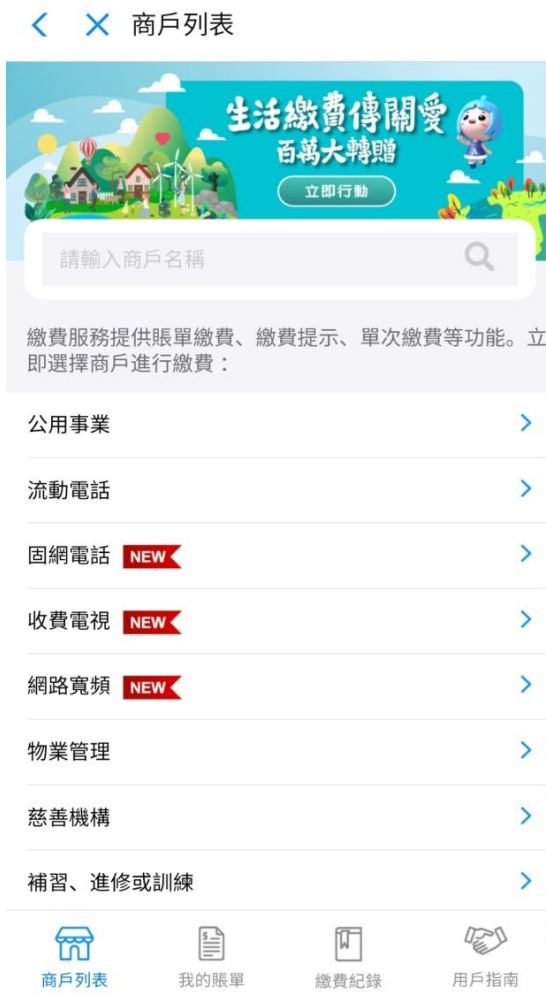 商戶列表
生活繳費傳關愛
百萬大轉贈
立即行動
請輸入商戶名稱
繳費服務提供賬單繳費、繳費提示、單次繳費等功能。立
即選擇商戶進行繳費：
公用事業
流動電話
固網電話 NEW
收費電視 NEW
網路寬頻 NEW
物業管理
慈善機構
補習、進修或訓練
商戶列表 我的賬單 繳費紀錄 用戶指南